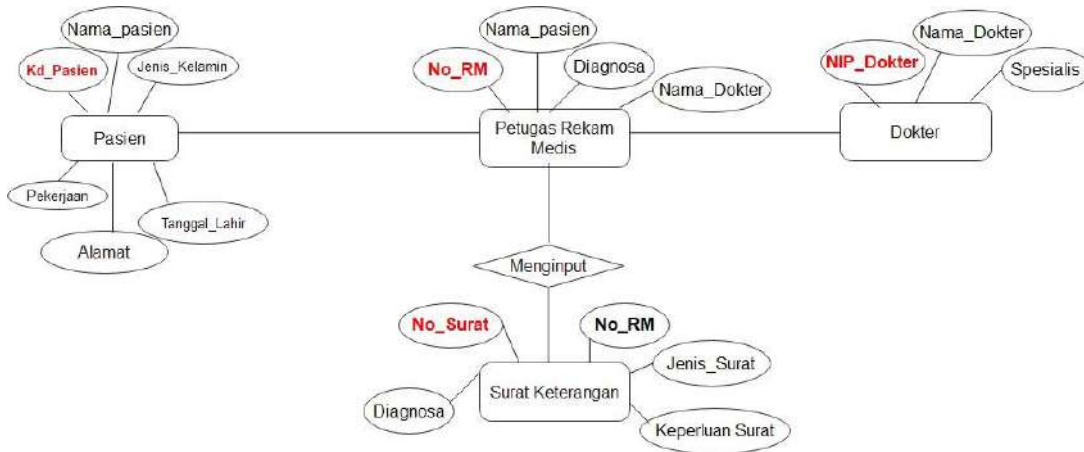 Nama_pasien
Kd_Pasien
Jenis_Kelamin
Pasien
Pekerjaan
Tanggal_Lahir
Alamat
Nama_pasien
No_RM
Diagnosa
Nama_Dokter
Petugas Rekam
Medis
Nama_Dokter
NIP_Dokter
Spesialis
Dokter
Menginput
No_Surat
No_RM
Jenis_Surat
Surat Keterangan
Diagnosa
Keperluan Surat